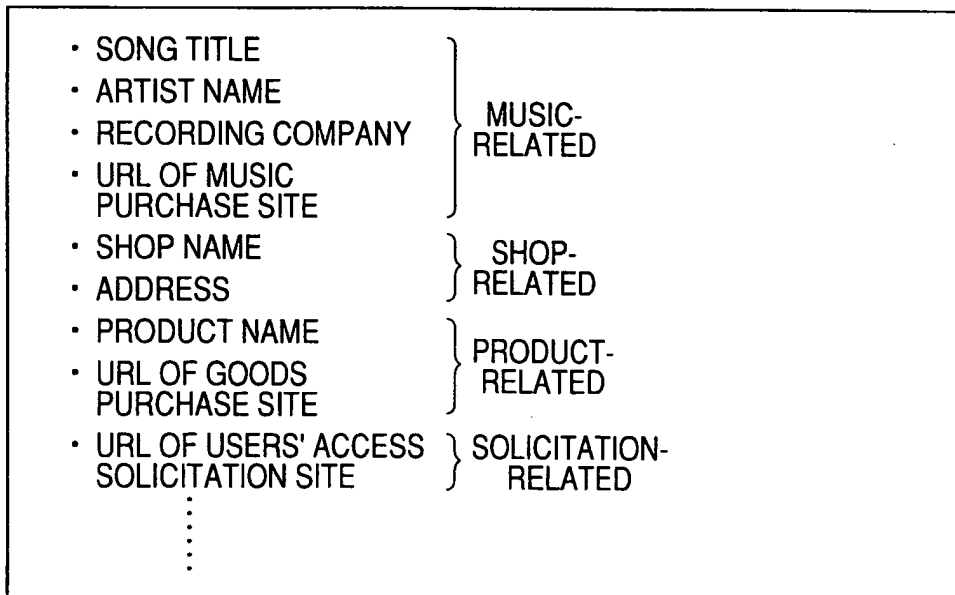 · SONG TITLE
· ARTIST NAME
· RECORDING COMPANY
· URL OF MUSIC
PURCHASE SITE
MUSIC-
RELATED
· SHOP NAME
· ADDRESS
SHOP-
RELATED
· PRODUCT NAME
· URL OF GOODS
PURCHASE SITE
PRODUCT-
RELATED
· URL OF USERS' ACCESS
SOLICITATION SITE
SOLICITATION-
RELATED